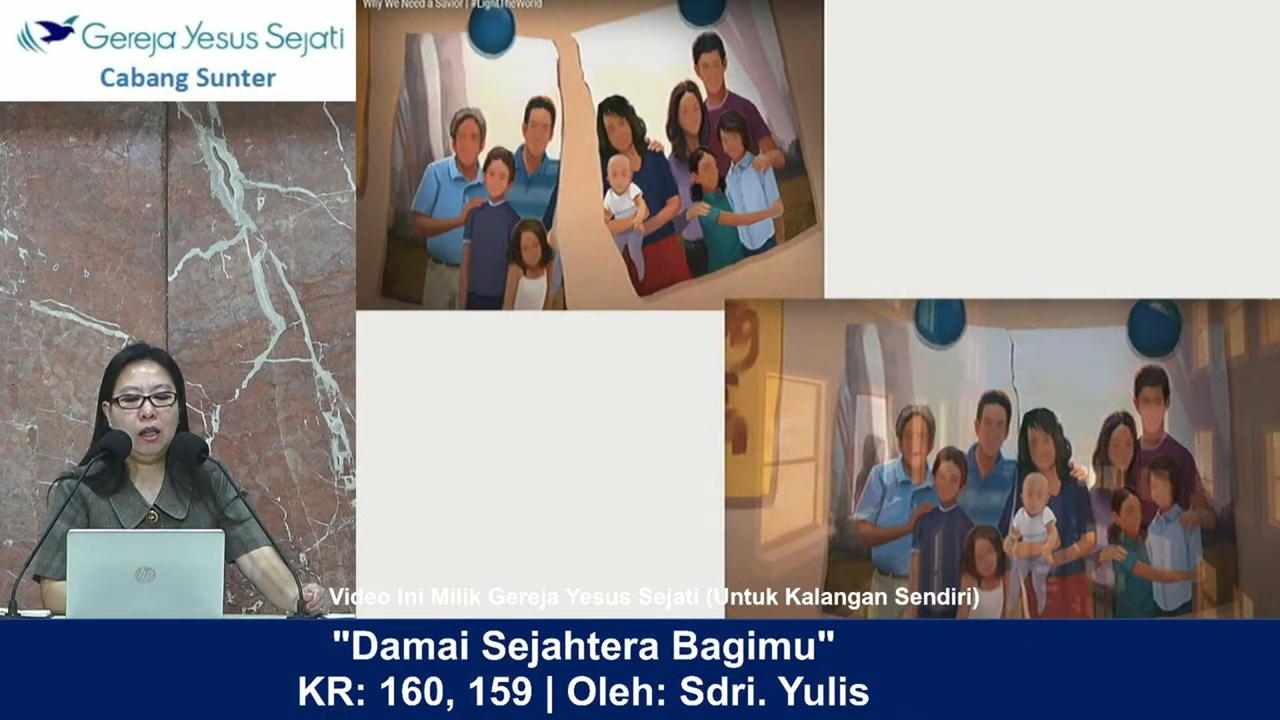 Gereja Yesus Sejati
Cabang Sunter
Why We Need a Savior | #LightTheWorld
hp
Video Ini Milik Gereja Yesus Sejati (Untuk Kalangan Sendiri)
"Damai Sejahtera Bagimu"
KR: 160, 159 | Oleh: Sdri. Yulis